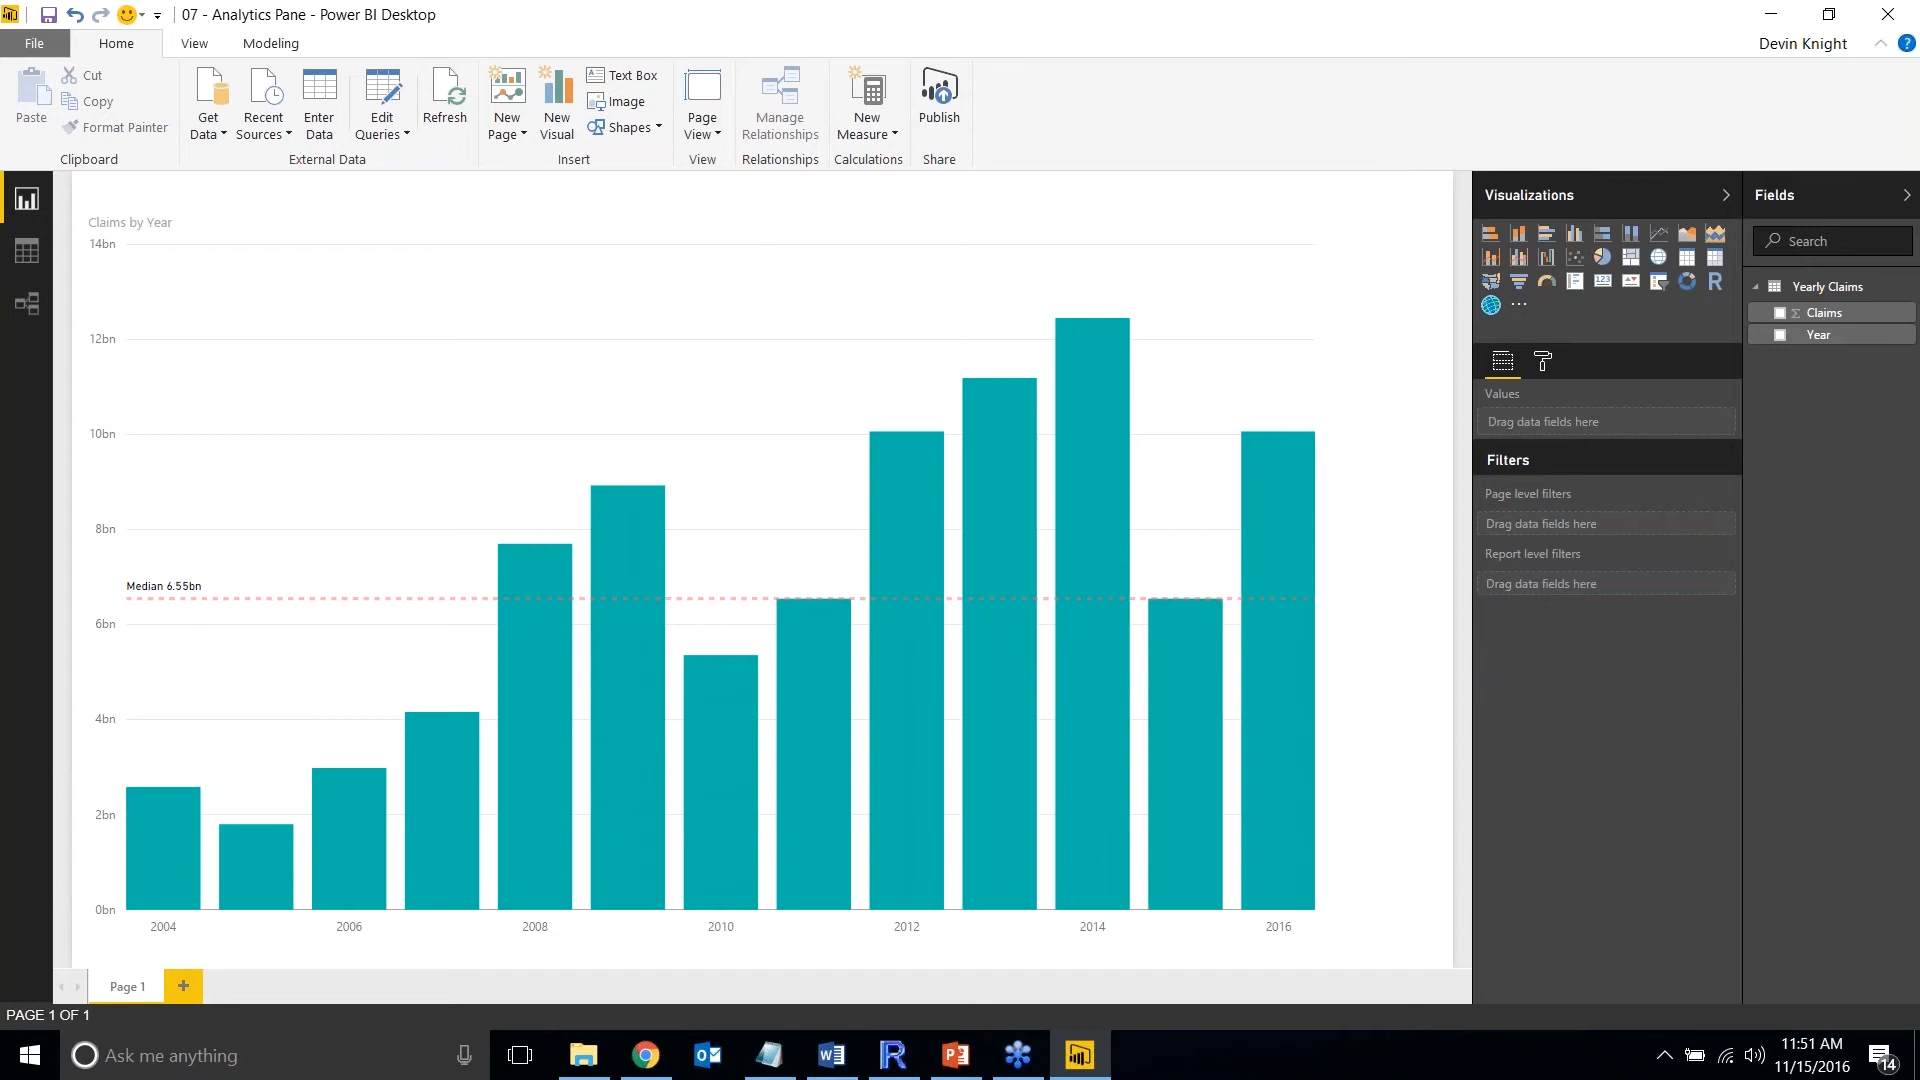 07 - Analytics Pane - Power BI Desktop
File
Home
View
Modeling
Devin Knight
?
Paste
Cut
Copy
Format Painter
Clipboard
Get Data
Recent Sources
Enter Data
Edit Queries
Refresh
External Data
New Page
New Visual
Text Box
Image
Shapes
Insert
Page View
View
Manage Relationships
Relationships
New Measure
Calculations
Publish
Share
Claims by Year
14bn
12bn
10bn
8bn
Median 6.55bn
6bn
4bn
2bn
0bn
2004
2006
2008
2010
2012
2014
2016
Visualizations
123
R
Values
Drag data fields here
Filters
Page level filters
Drag data fields here
Report level filters
Drag data fields here
Fields
Search
Yearly Claims
Σ Claims
Year
Page 1
+
PAGE 1 OF 1
Ask me anything
11:51 AM
11/15/2016
14